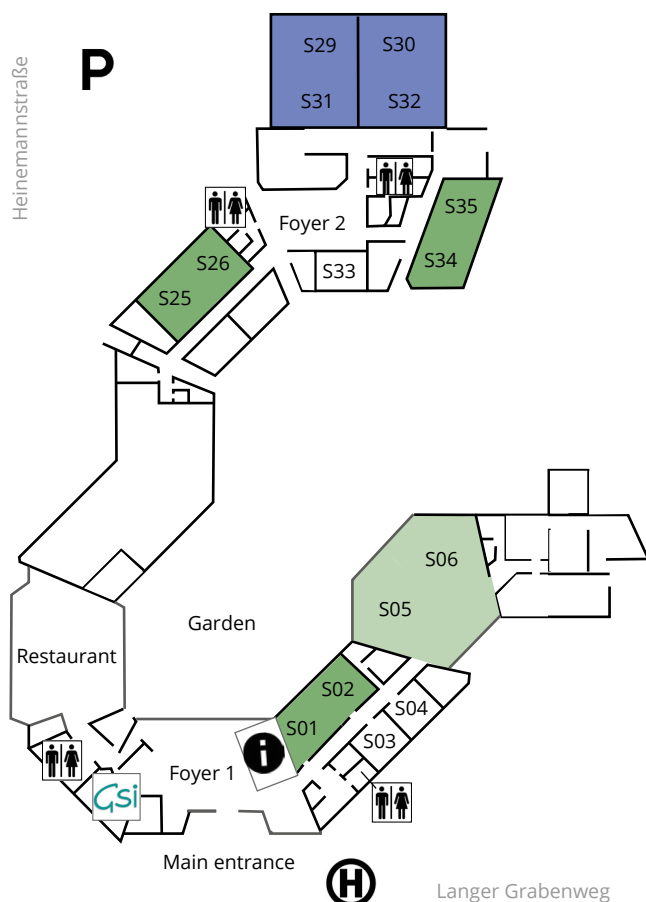 Heinemannstraße
P
S29
S30
S31
S32
S35
Foyer 2
S26
S34
S33
S25
S06
S05
Garden
Restaurant
S02
S04
S01
S03
i
Foyer 1
Gsi
Main entrance
H
Langer Grabenweg